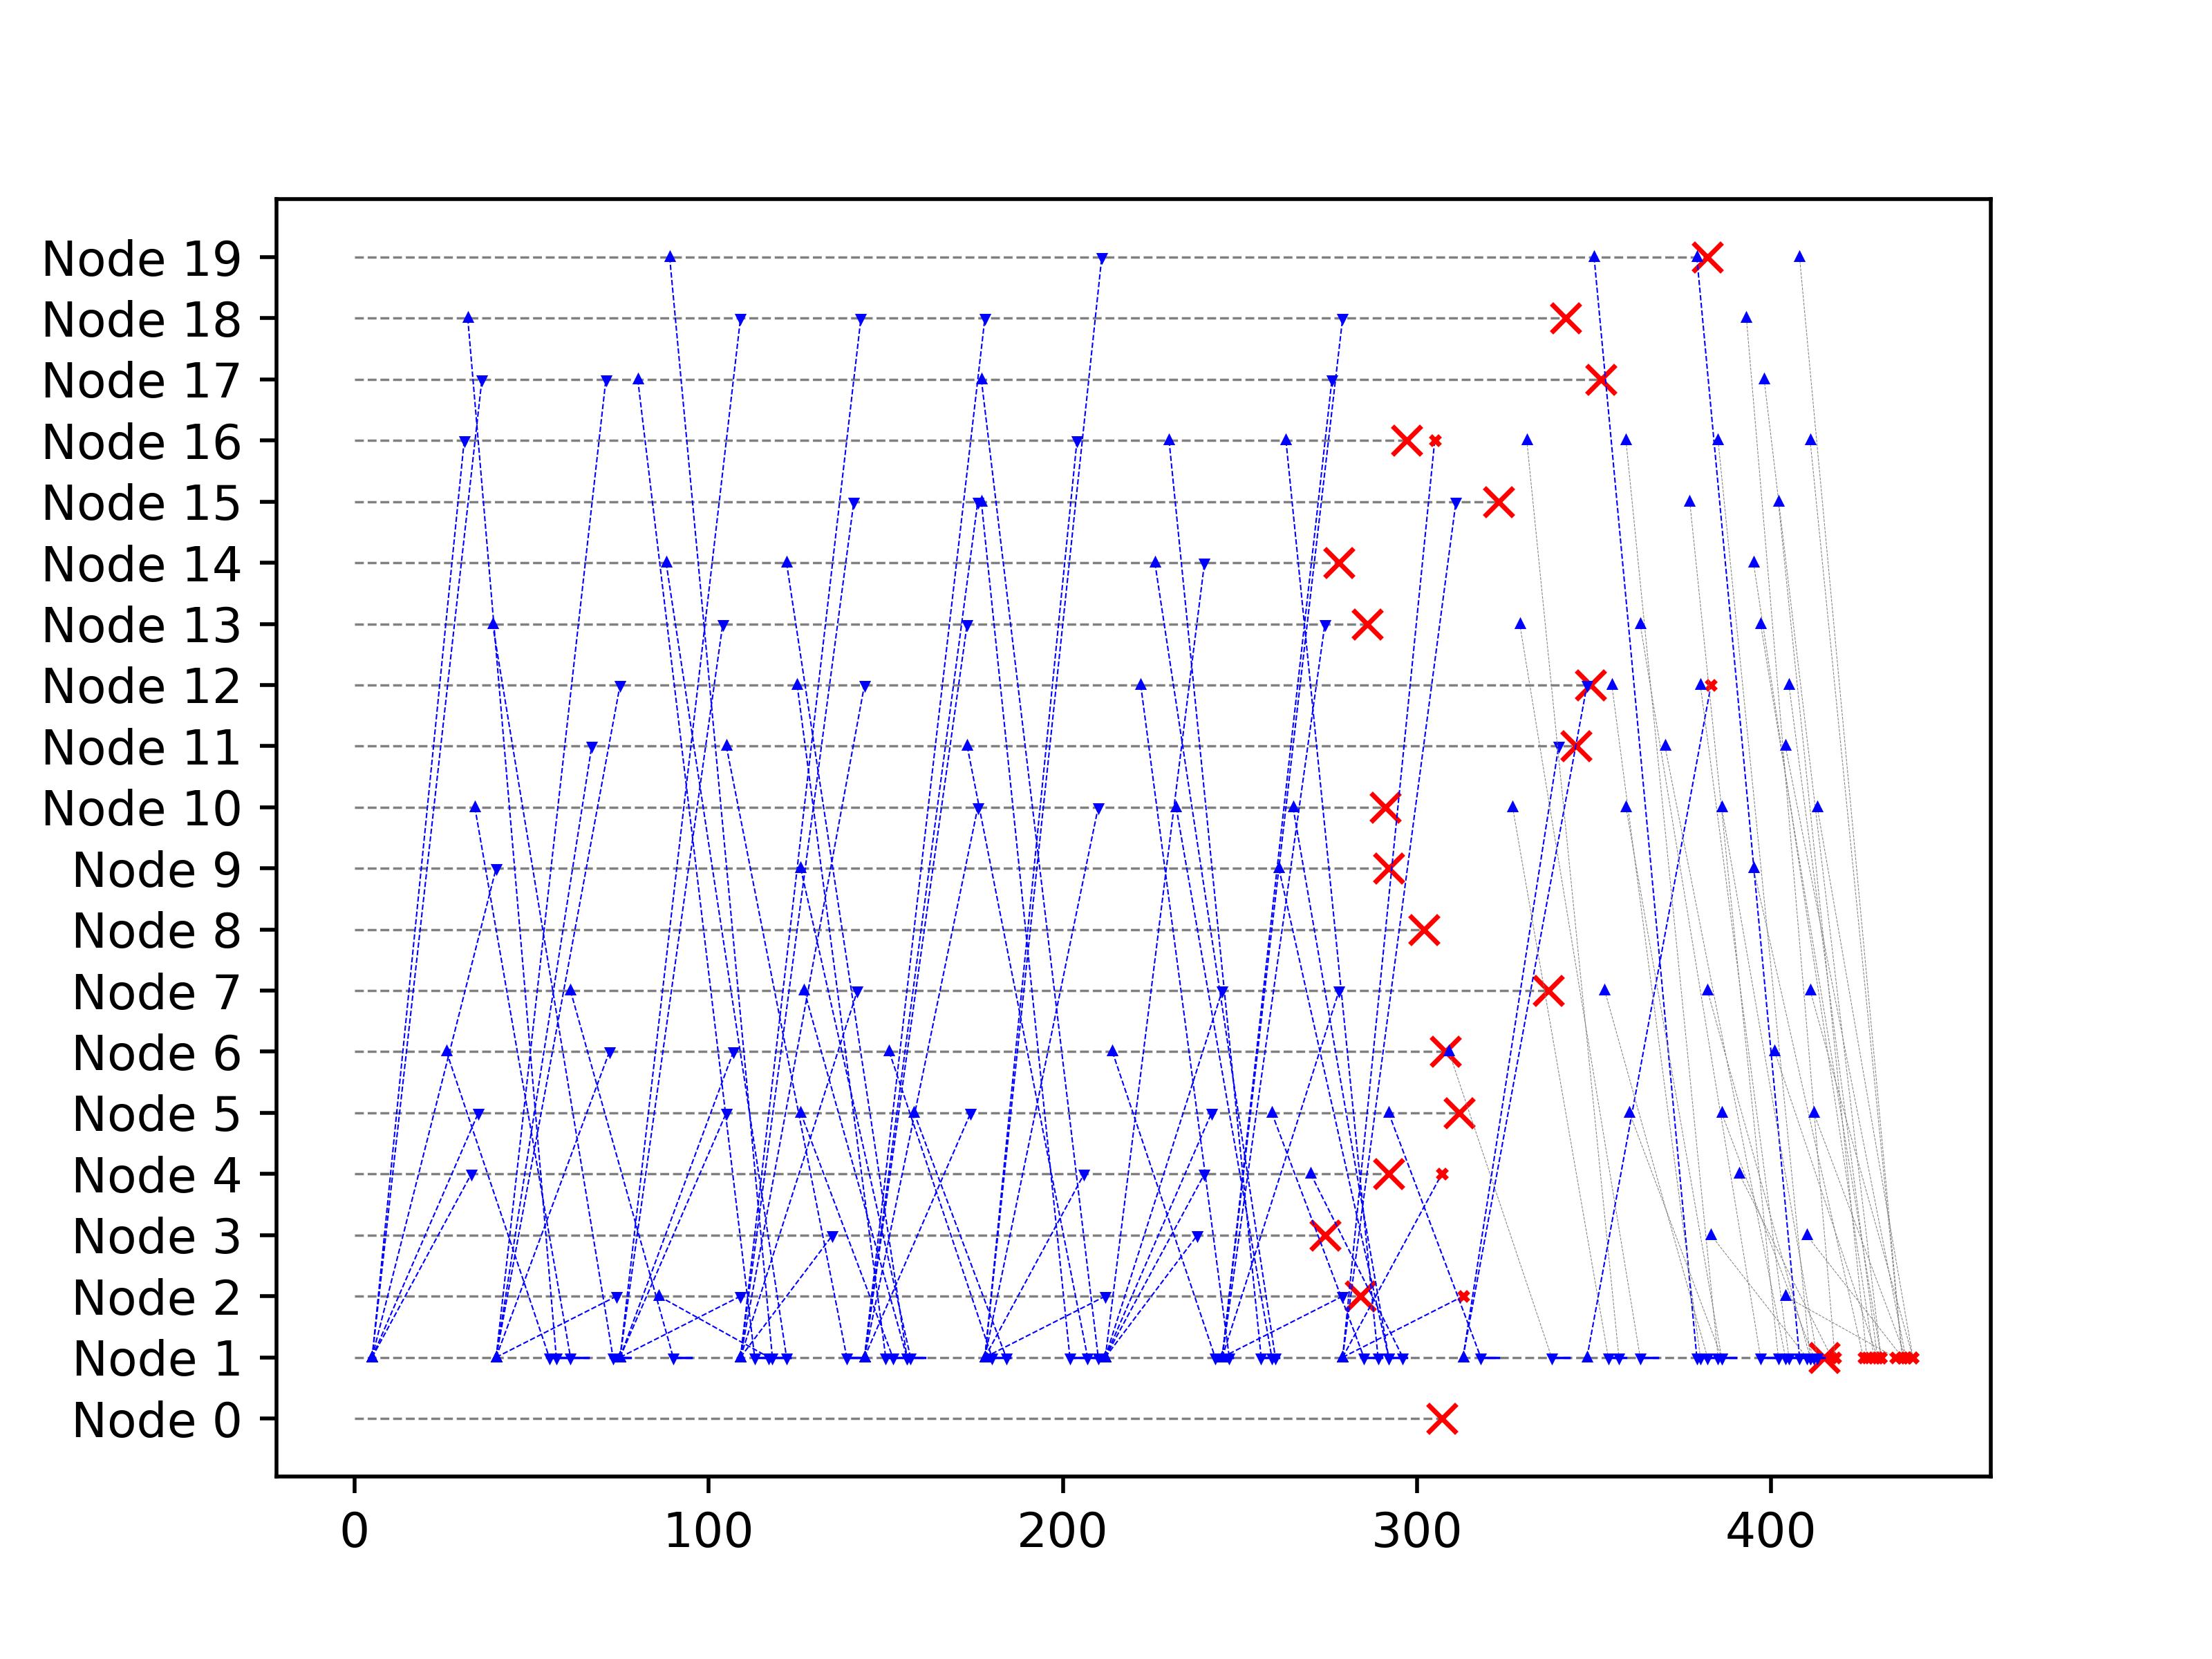 Node 19
Node 18
Node 17
Node 16
Node 15
Node 14
Node 13
Node 12
Node 11
Node 10
Node 9
Node 8
Node 7
Node 6
Node 5
Node 4
Node 3
Node 2
Node 1
Node 0
0 100 200 300 400